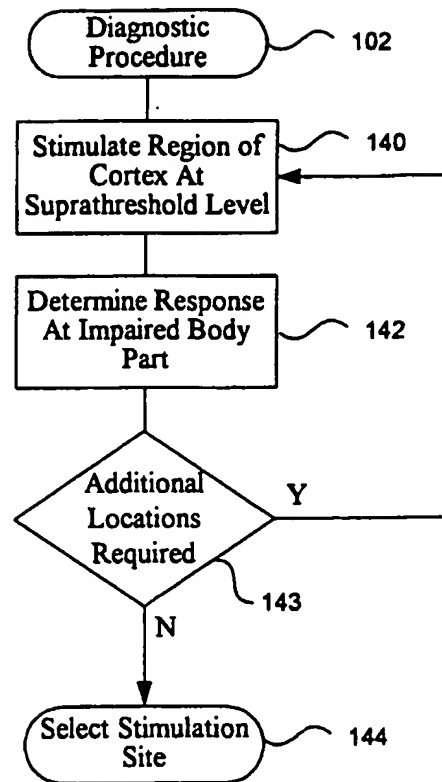 Diagnostic
Procedure
102
Stimulate Region of
Cortex At
Suprathreshold Level
140
Determine Response
At Impaired Body
Part
142
Additional
Locations
Required
Y
143
N
Select Stimulation
Site
144